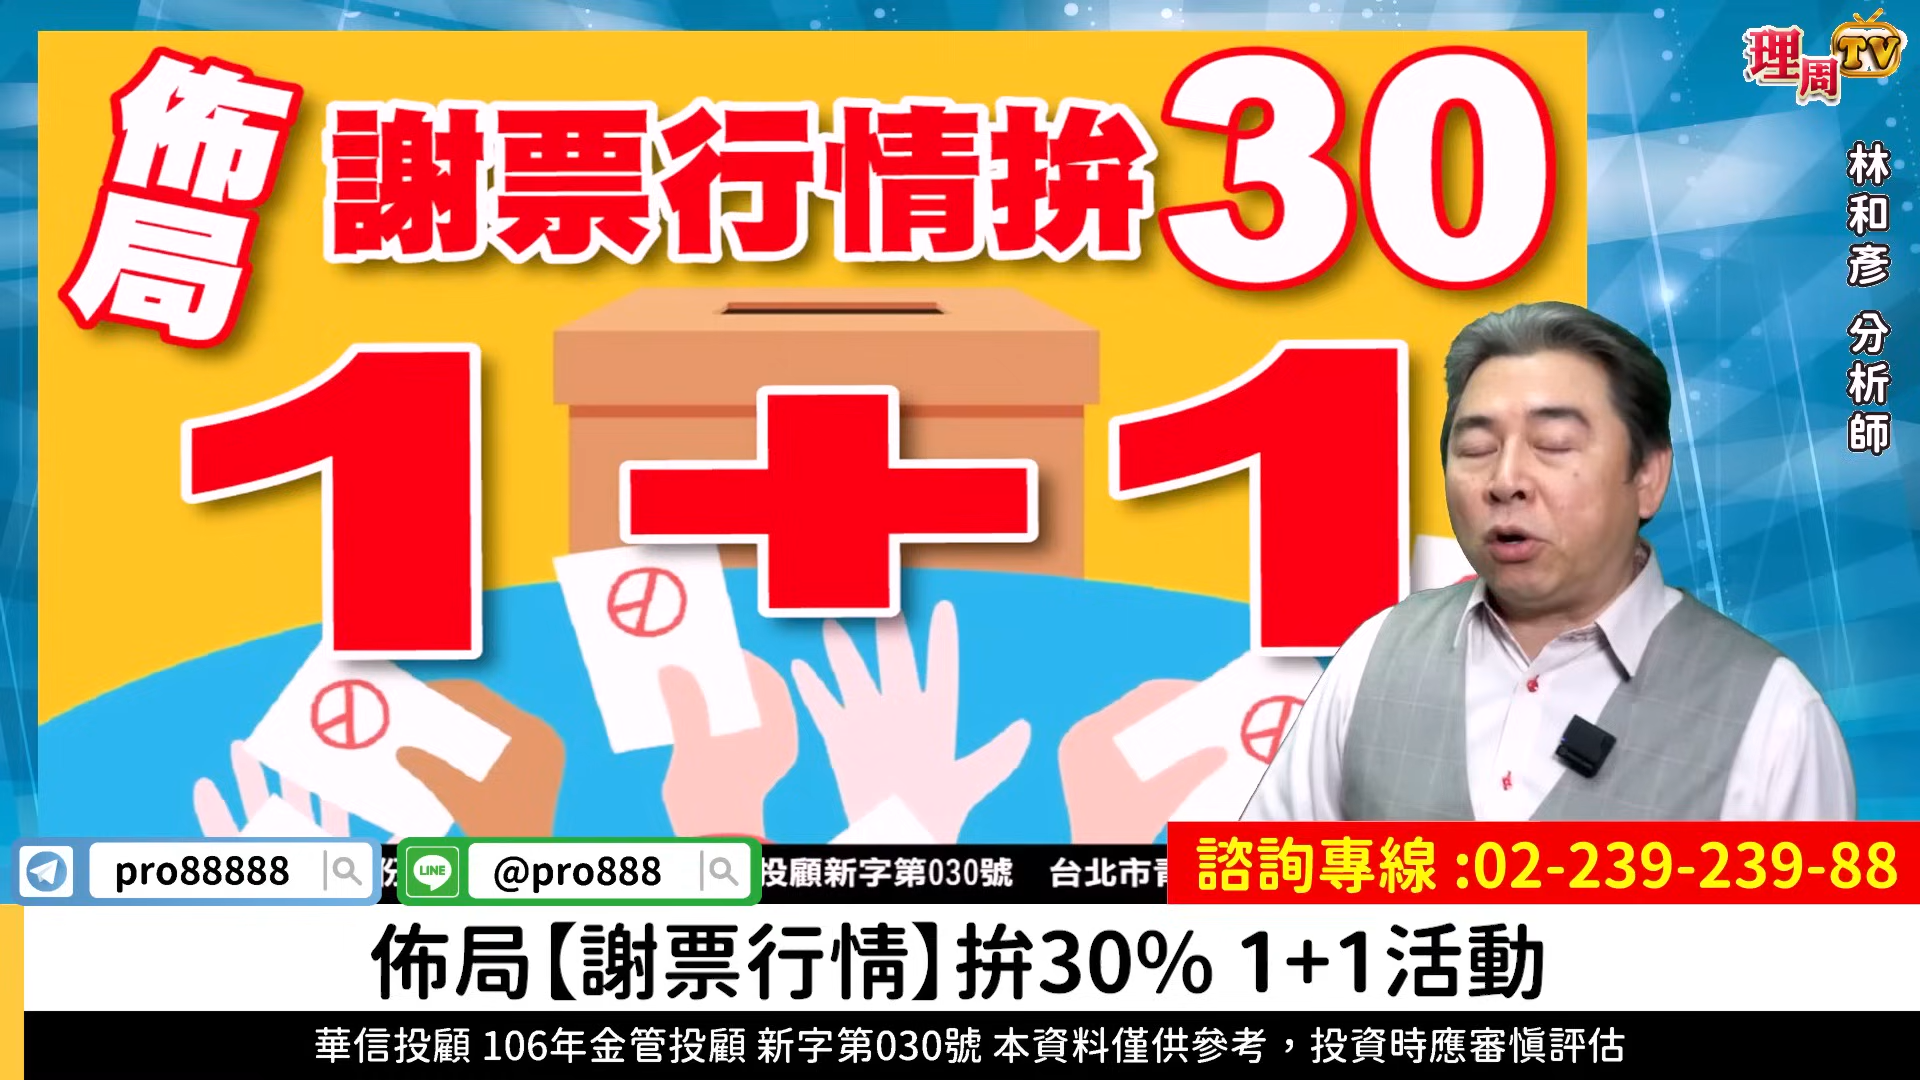 理周TV
林和彥 分析師
佈局
謝票行情拚30
1+1
pro88888
LINE
@pro888
投顧新字第030號 台北市
諮詢專線:02-239-239-88
佈局【謝票行情】拚30% 1+1活動
華信投顧 106年金管投顧 新字第030號 本資料僅供參考,投資時應審慎評估